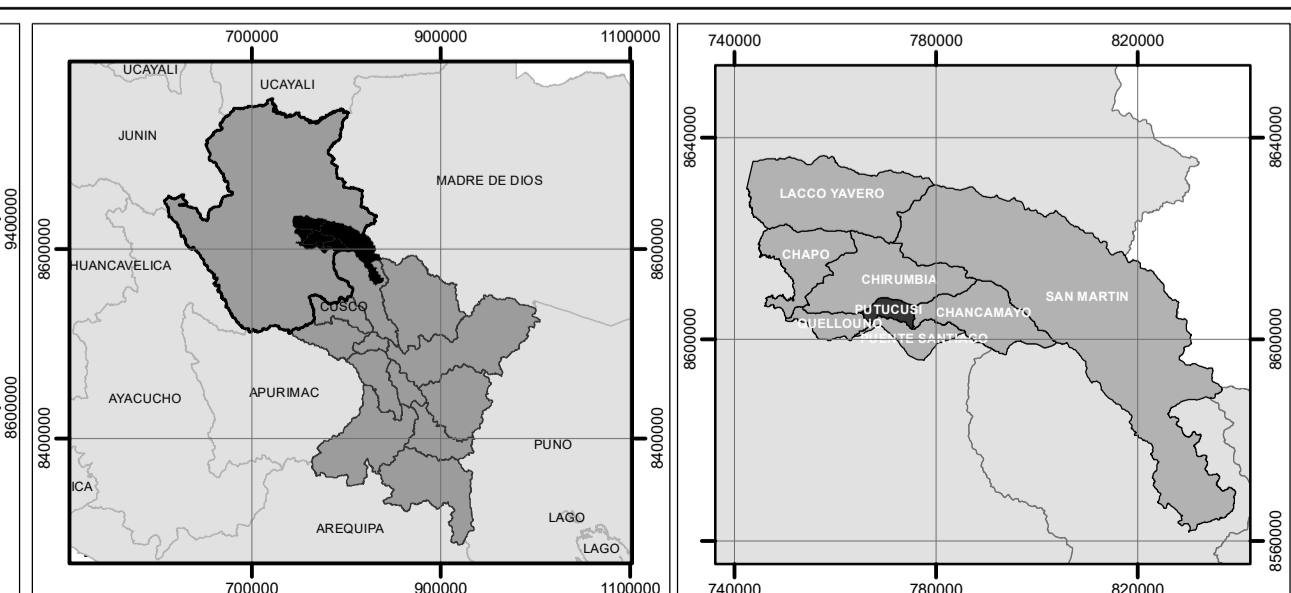 700000
900000
1100000
UCAYALI
UCAYALI
JUNIN
MADRE DE DIOS
HUANCAVELICA
CUSCO
AYACUCHO
APURIMAC
PUNO
ICA
AREQUIPA
LAGO
LAGO
9400000
8600000
8600000
8400000
8600000
8400000
700000
900000
1100000
740000
780000
820000
8640000
8600000
8560000
LACCO YAVERO
CHAPO
CHIRUMBIA
SAN MARTIN
PUTUCUSI
CHANCAMAYO
QUELLOUNO
PUENTE SANTIAGO
8640000
8600000
8560000
740000
780000
820000